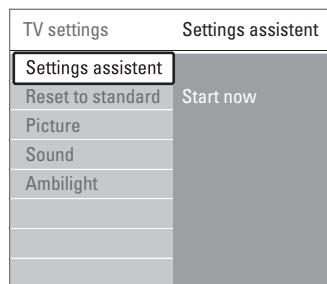 TV settings Settings assistent
Settings assistent
Reset to standard Start now
Picture
Sound
Ambilight